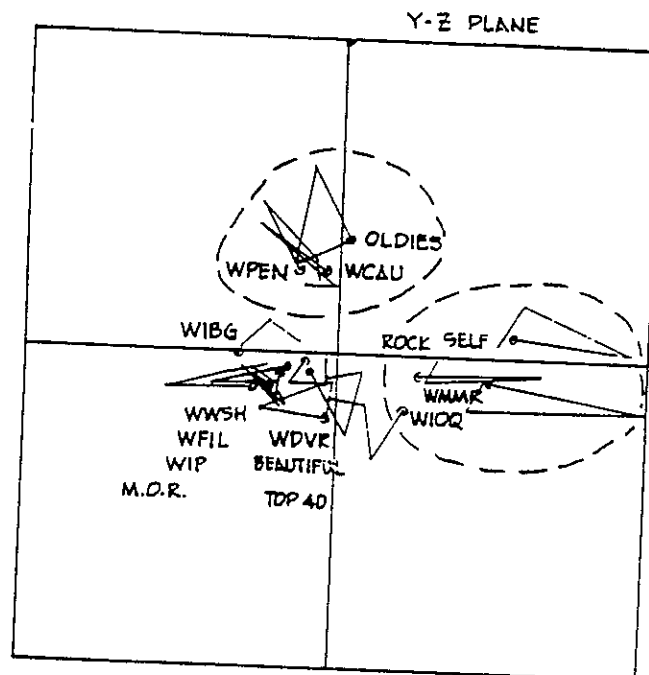 Y-Z PLANE
OLDIES
WPEN WCAU
WIBG
ROCK SELF
WMMR
WIOQ
WWSH
WFIL WDVR
WIP BEAUTIFUL
M.O.R. TOP 40